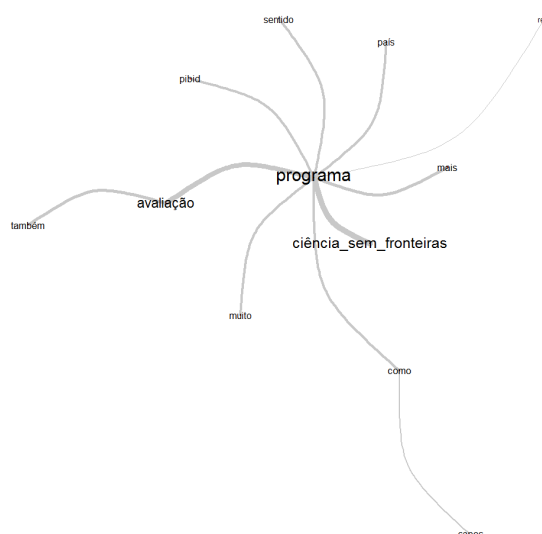 sentido
país
pibid
mais
programa
avaliação
também
ciência_sem_fronteiras
muito
como